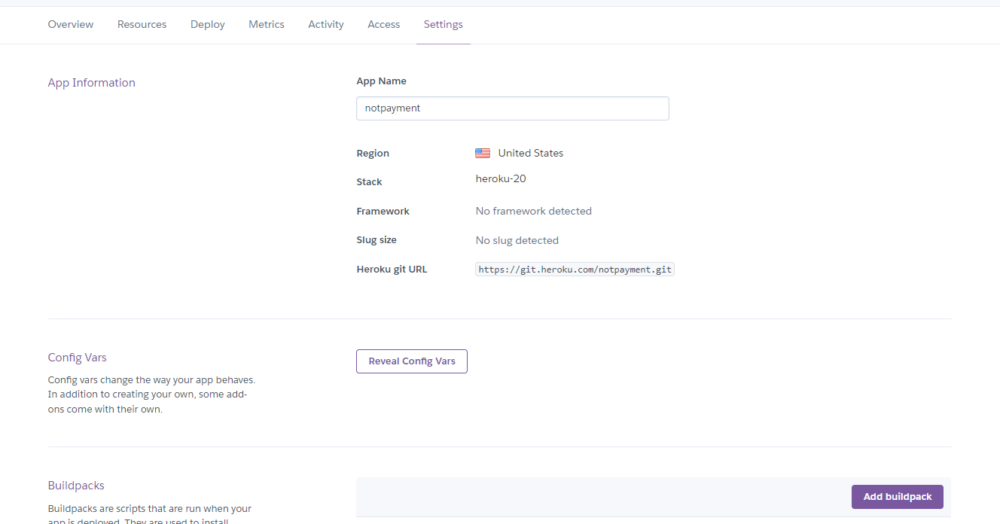 Overview Resources Deploy Metrics Activity Access Settings
App Information
App Name
notpayment
Region United States
Stack heroku-20
Framework No framework detected
Slug size No slug detected
Heroku git URL https://git.heroku.com/notpayment.git
Config Vars
Reveal Config Vars
Config vars change the way your app behaves.
In addition to creating your own, some add-
ons come with their own.
Buildpacks
Add buildpack
Buildpacks are scripts that are run when your
app is deployed. They are used to install